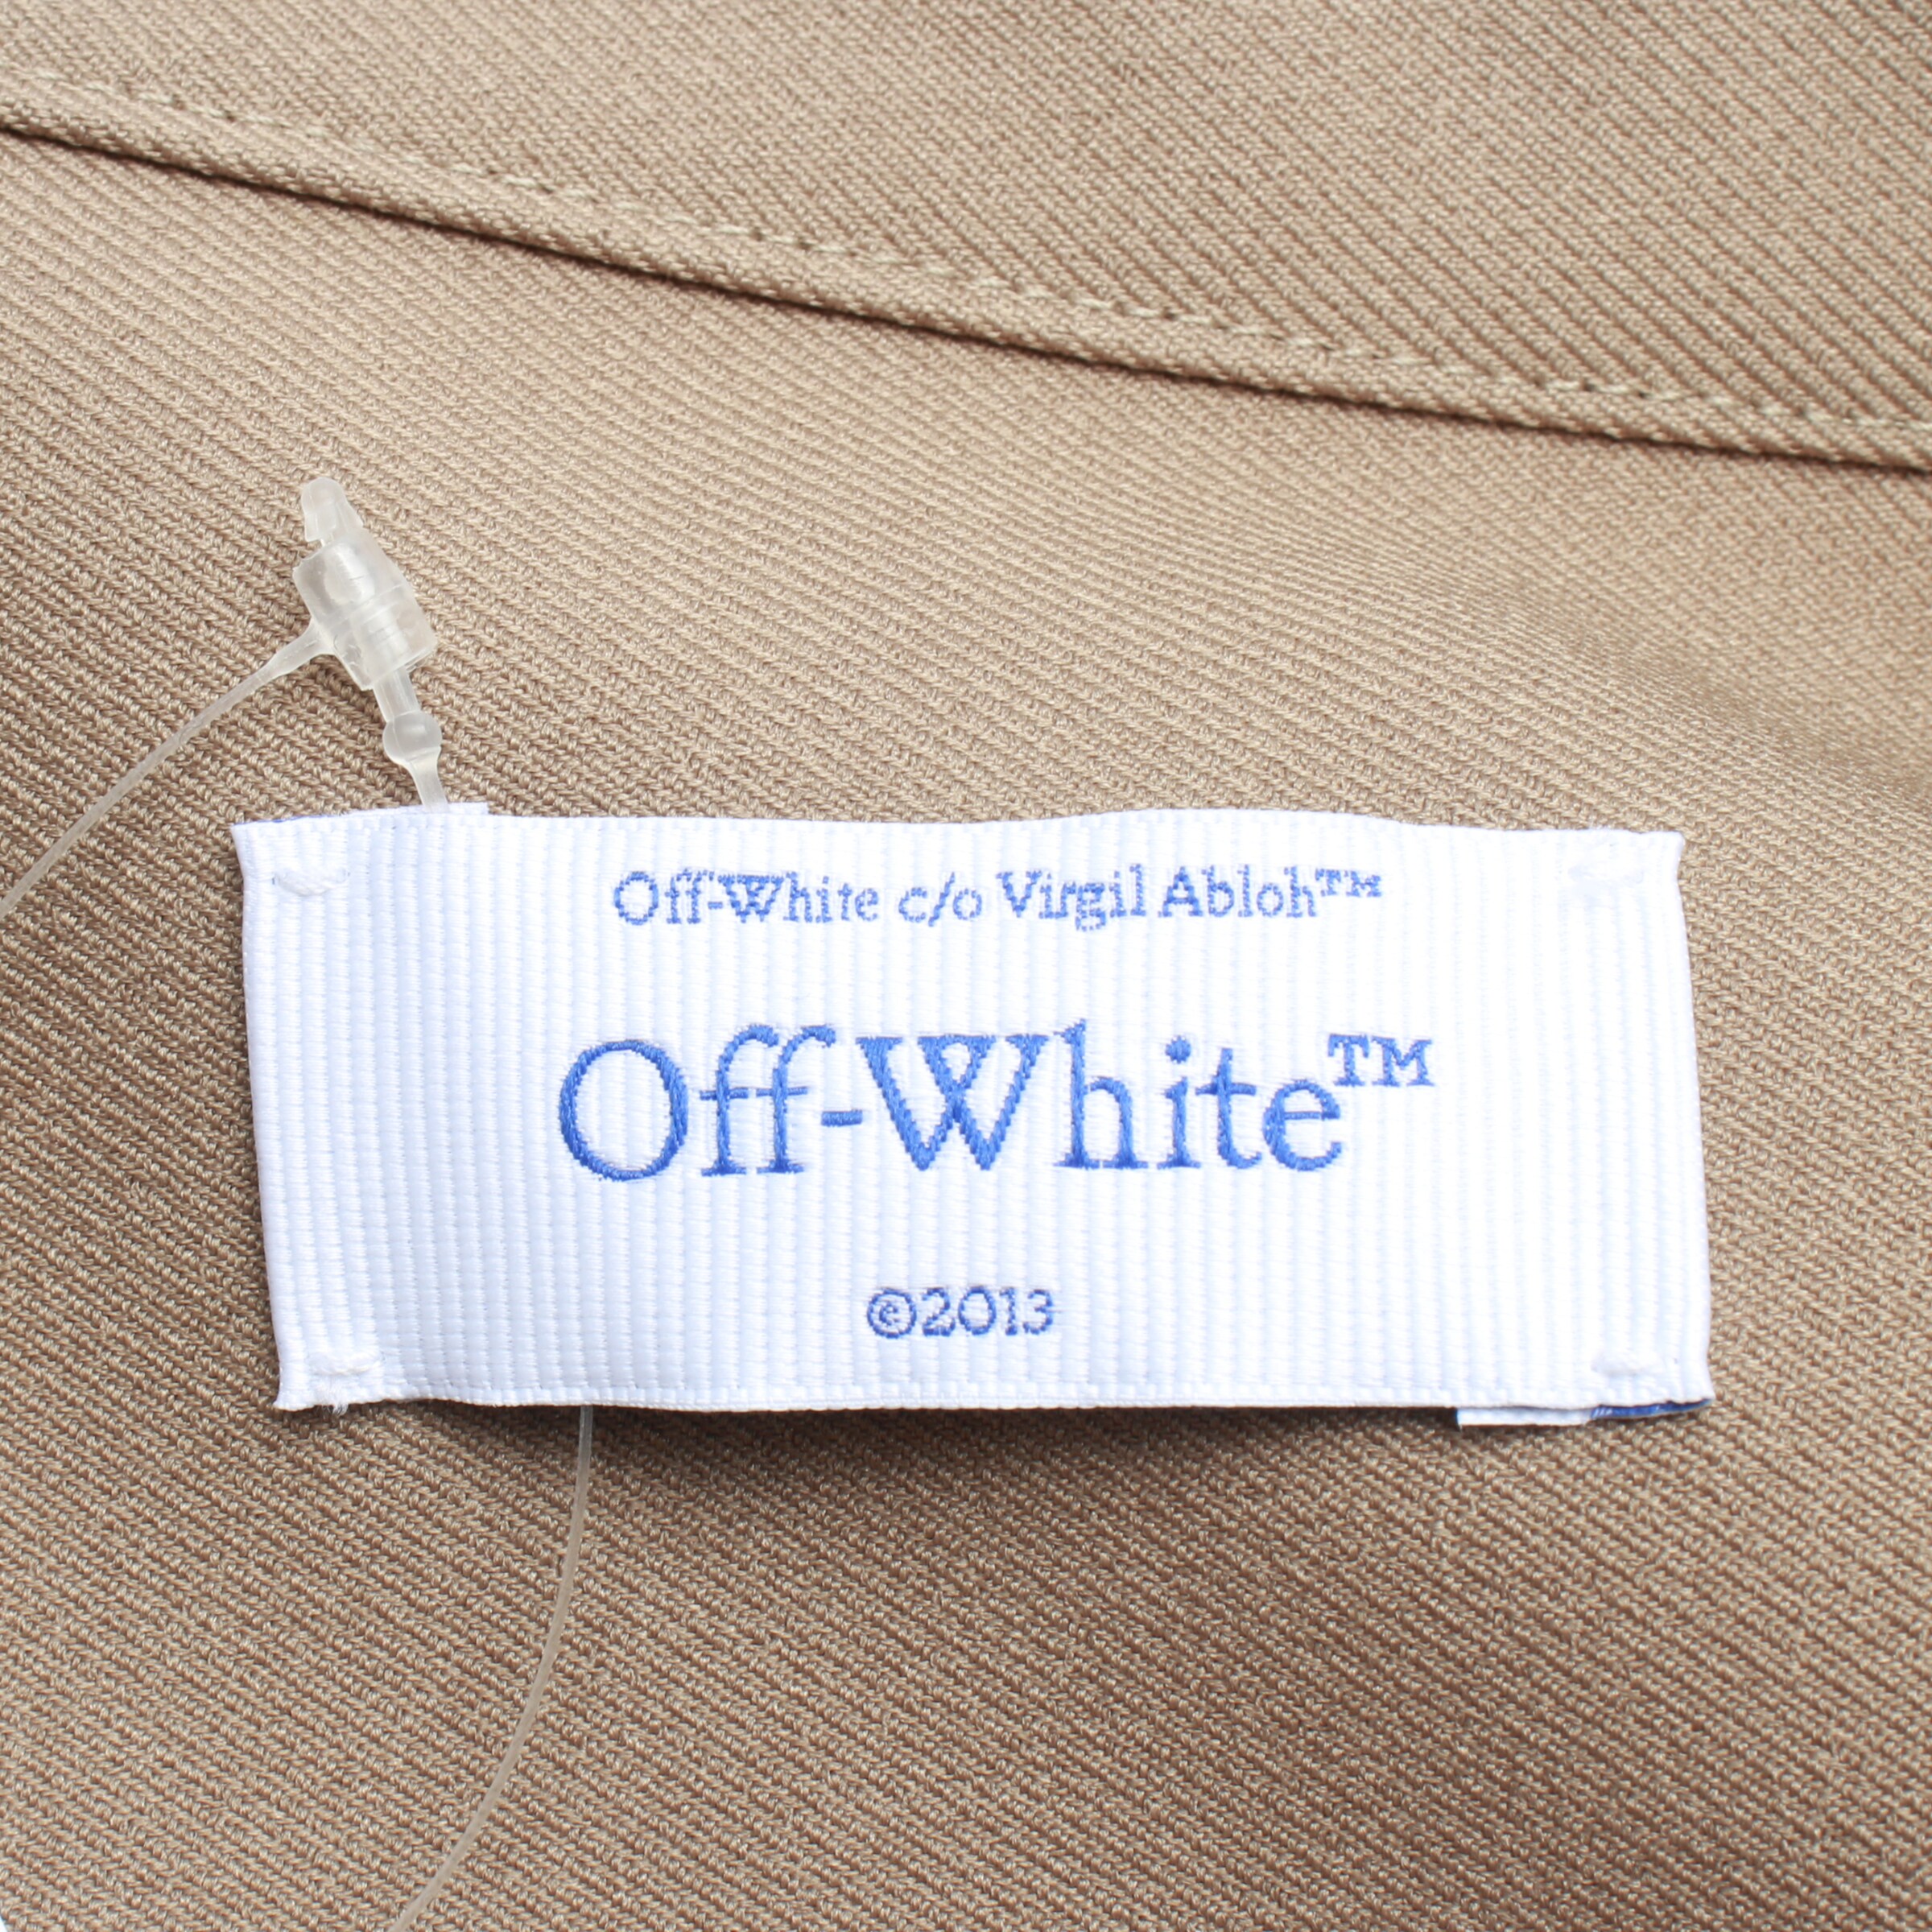 Off-White c/o Virgil Abloh™
Off-White™
©2013